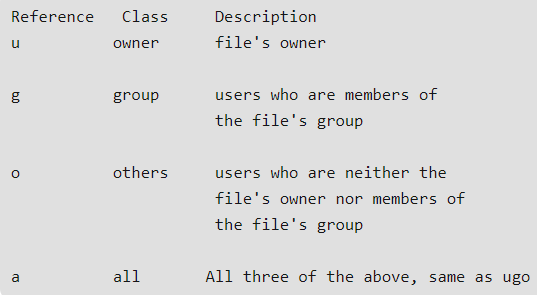 Reference Class Description
u owner file's owner
g group users who are members of
the file's group
o others users who are neither the
file's owner nor members of
the file's group
a all All three of the above, same as ugo